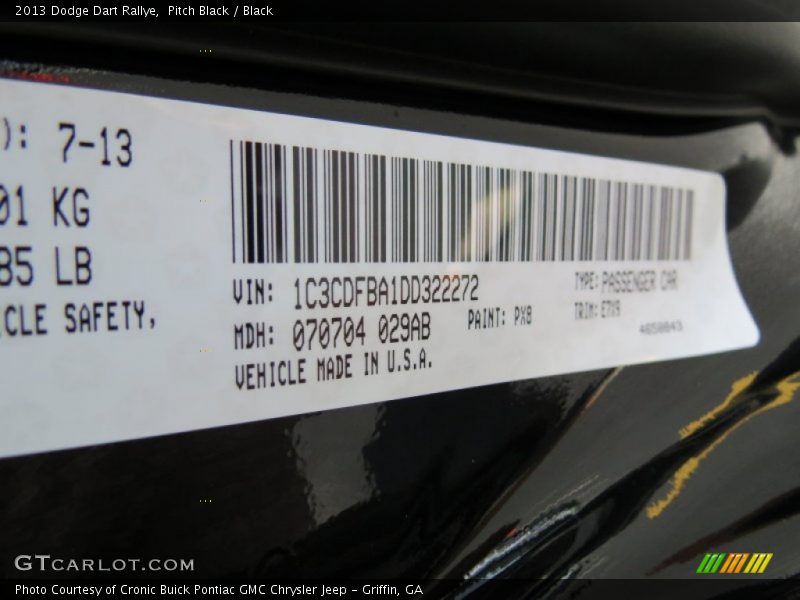 2013 Dodge Dart Rallye, Pitch Black / Black
): 7-13
01 KG
85 LB
CLE SAFETY,
VIN: 1C3CDFBA1DD322272
TYPE: PASSENGER CAR
MDH: 070704 029AB
PAINT: PX8
TRIM: E7X9
VEHICLE MADE IN U.S.A.
4650043
GTCARLOT.COM
Photo Courtesy of Cronic Buick Pontiac GMC Chrysler Jeep - Griffin, GA